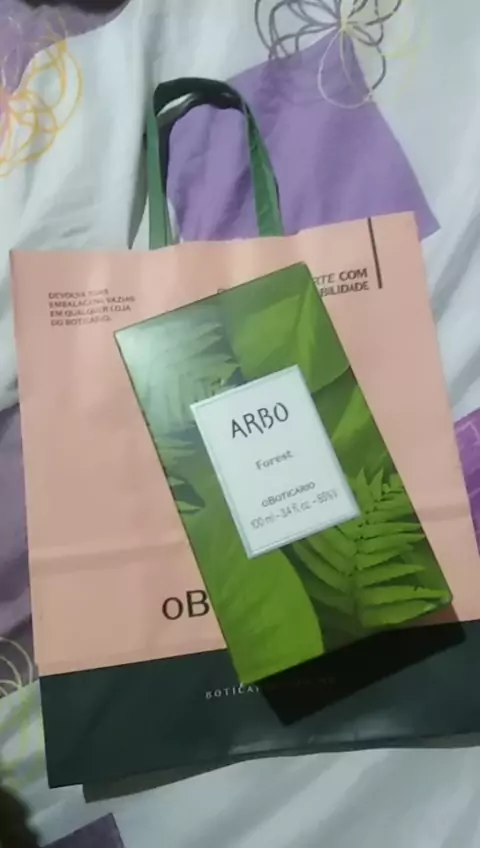 DEVOLVA SUAS
EMBALAGENS VAZIAS
EM QUALQUER LOJA
DO BOTICÁRIO.
RTE COM
BILIDADE
ARBO
Forest
oBOTICÁRIO
100 ml - 3.4 fl. oz -
oB
BOTICA